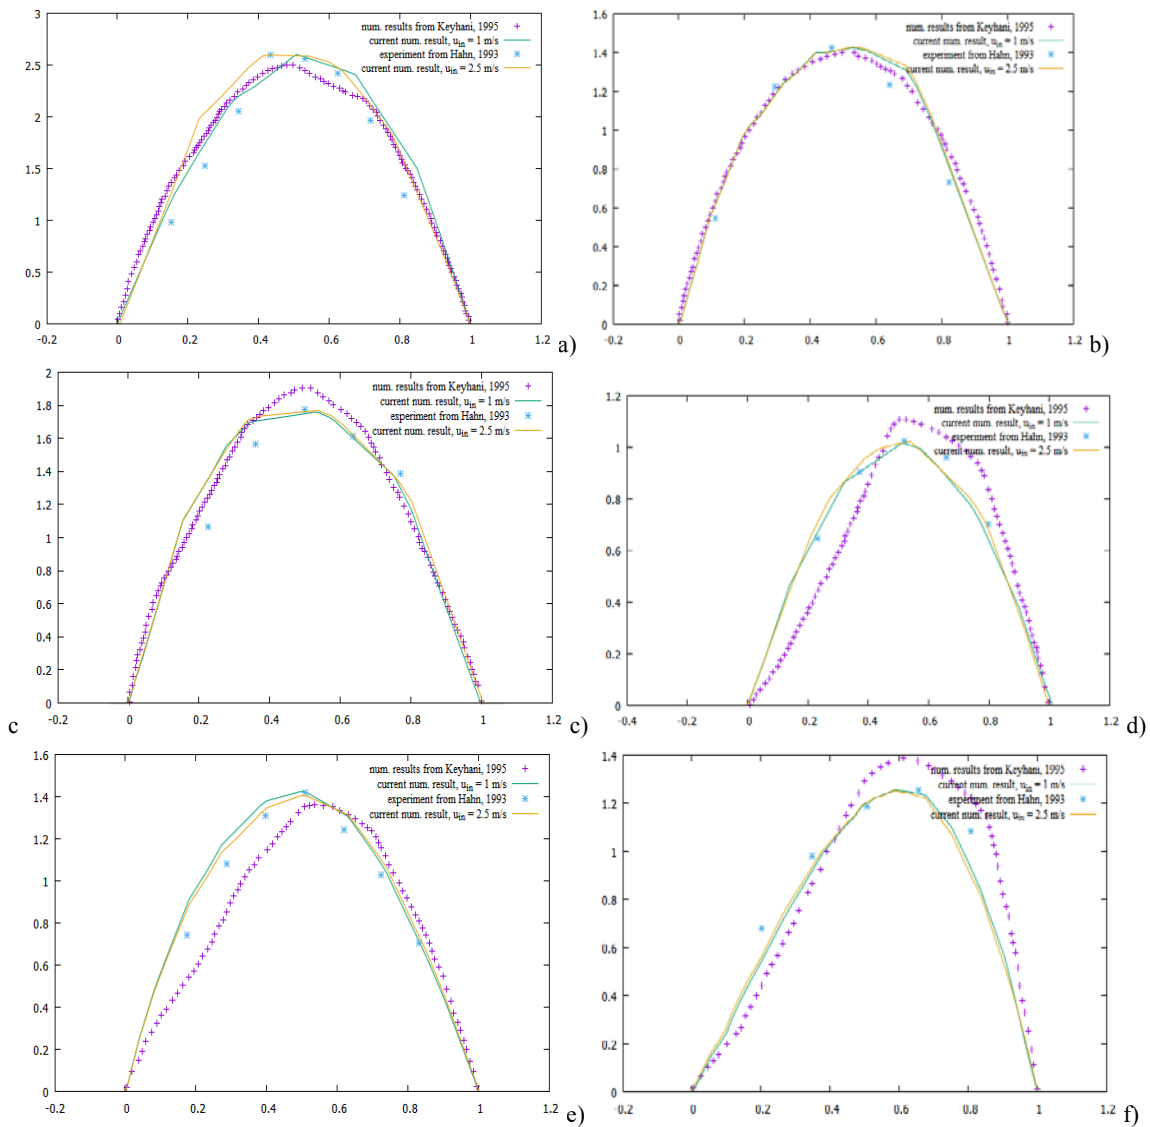 3
2.5
2
1.5
1
0.5
0
-0.2 0 0.2 0.4 0.6 0.8 1 1.2
num. results from Keyhani, 1995
current num. result, u_in = 1 m/s
experiment from Hahn, 1993
current num. result, u_in = 2.5 m/s
a)
1.6
1.4
1.2
1
0.8
0.6
0.4
0.2
0
-0.2 0 0.2 0.4 0.6 0.8 1 1.2
num. results from Keyhani, 1995
current num. result, u_in = 1 m/s
experiment from Hahn, 1993
current num. result, u_in = 2.5 m/s
b)
2
1.8
1.6
1.4
1.2
1
0.8
0.6
0.4
0.2
0
-0.2 0 0.2 0.4 0.6 0.8 1 1.2
num. results from Keyhani, 1995
current num. result, u_in = 1 m/s
experiment from Hahn, 1993
current num. result, u_in = 2.5 m/s
c
c)
1.2
1
0.8
0.6
0.4
0.2
0
-0.4 -0.2 0 0.2 0.4 0.6 0.8 1 1.2
num. results from Keyhani, 1995
current num. result, u_in = 1 m/s
experiment from Hahn, 1993
current num. result, u_in = 2.5 m/s
d)
1.6
1.4
1.2
1
0.8
0.6
0.4
0.2
0
-0.2 0 0.2 0.4 0.6 0.8 1 1.2
num. results from Keyhani, 1995
current num. result, u_in = 1 m/s
experiment from Hahn, 1993
current num. result, u_in = 2.5 m/s
e)
1.4
1.2
1
0.8
0.6
0.4
0.2
0
-0.2 0 0.2 0.4 0.6 0.8 1 1.2
num. results from Keyhani, 1995
current num. result, u_in = 1 m/s
experiment from Hahn, 1993
current num. result, u_in = 2.5 m/s
f)